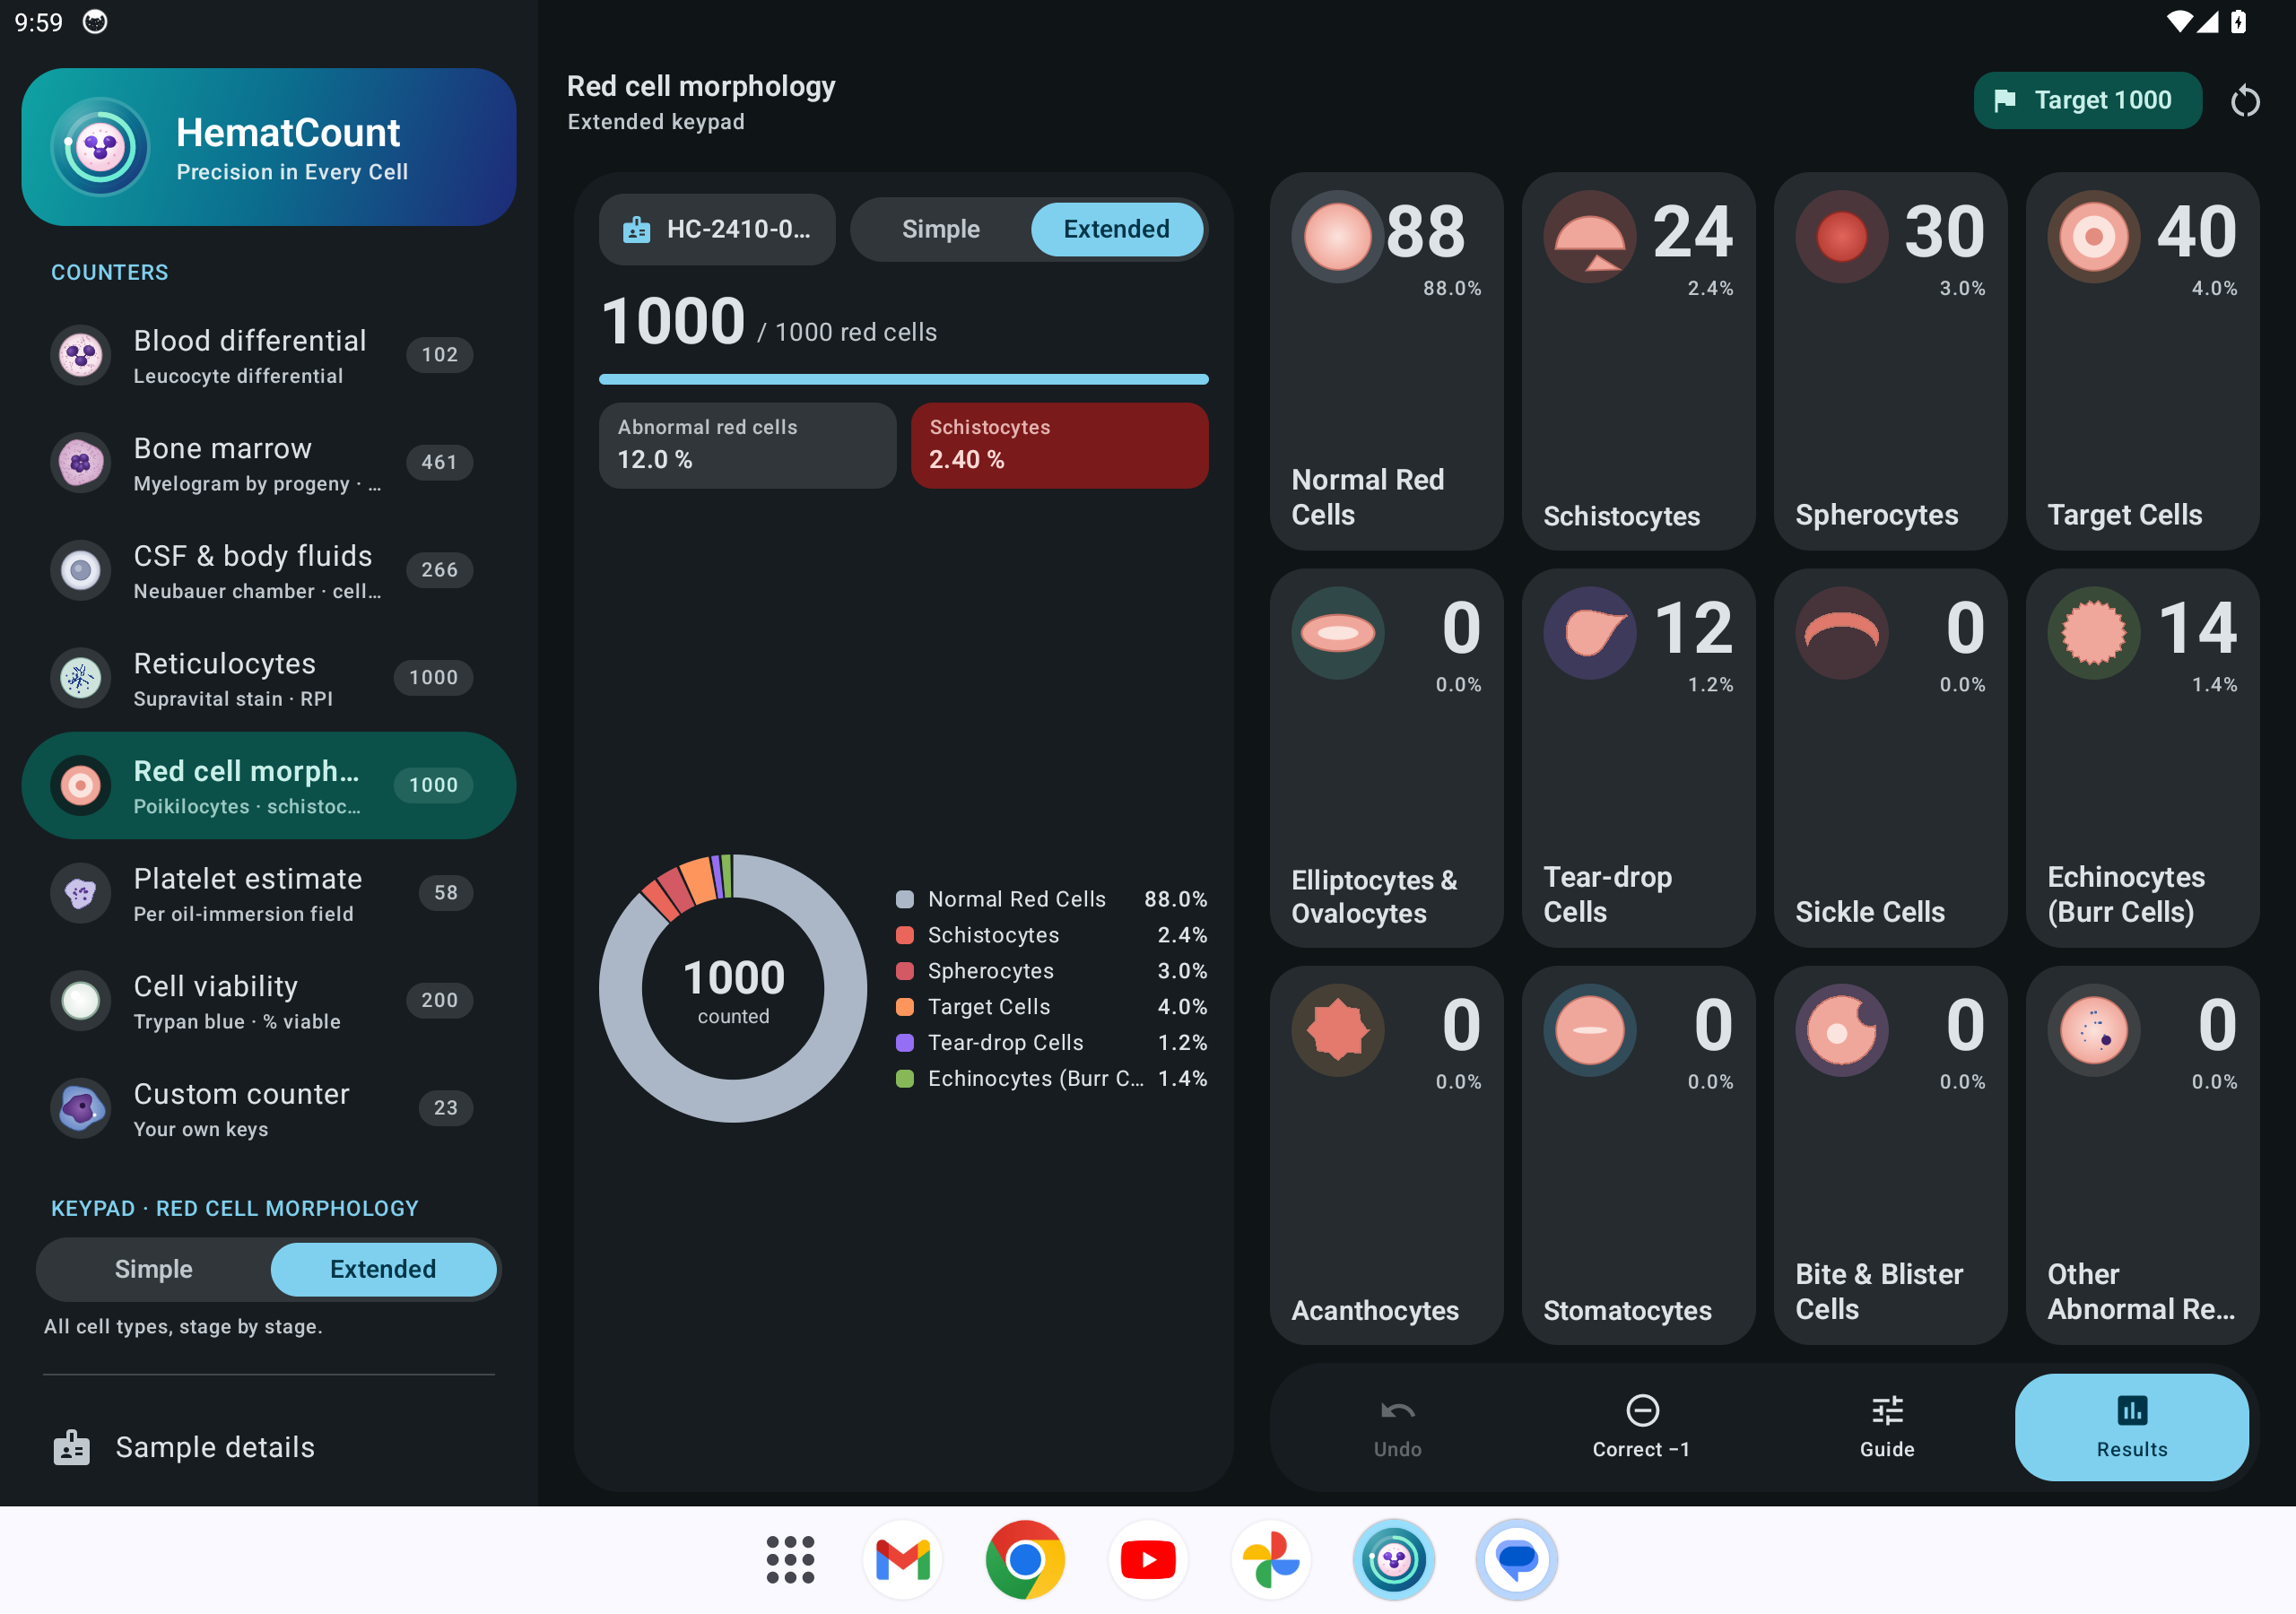 9:59
HematCount
Precision in Every Cell
COUNTERS
Blood differential
Leucocyte differential
102
Bone marrow
Myelogram by progeny · …
461
CSF & body fluids
Neubauer chamber · cell…
266
Reticulocytes
Supravital stain · RPI
1000
Red cell morph…
Poikilocytes · schistoc…
1000
Platelet estimate
Per oil-immersion field
58
Cell viability
Trypan blue · % viable
200
Custom counter
Your own keys
23
KEYPAD · RED CELL MORPHOLOGY
Simple
Extended
All cell types, stage by stage.
Sample details
Red cell morphology
Extended keypad
Target 1000
HC-2410-0…
Simple
Extended
1000 / 1000 red cells
Abnormal red cells
12.0 %
Schistocytes
2.40 %
1000
counted
Normal Red Cells 88.0%
Schistocytes 2.4%
Spherocytes 3.0%
Target Cells 4.0%
Tear-drop Cells 1.2%
Echinocytes (Burr C… 1.4%
88
88.0%
Normal Red
Cells
24
2.4%
Schistocytes
30
3.0%
Spherocytes
40
4.0%
Target Cells
0
0.0%
Elliptocytes &
Ovalocytes
12
1.2%
Tear-drop
Cells
0
0.0%
Sickle Cells
14
1.4%
Echinocytes
(Burr Cells)
0
0.0%
Acanthocytes
0
0.0%
Stomatocytes
0
0.0%
Bite & Blister
Cells
0
0.0%
Other
Abnormal Re…
Undo
Correct −1
Guide
Results